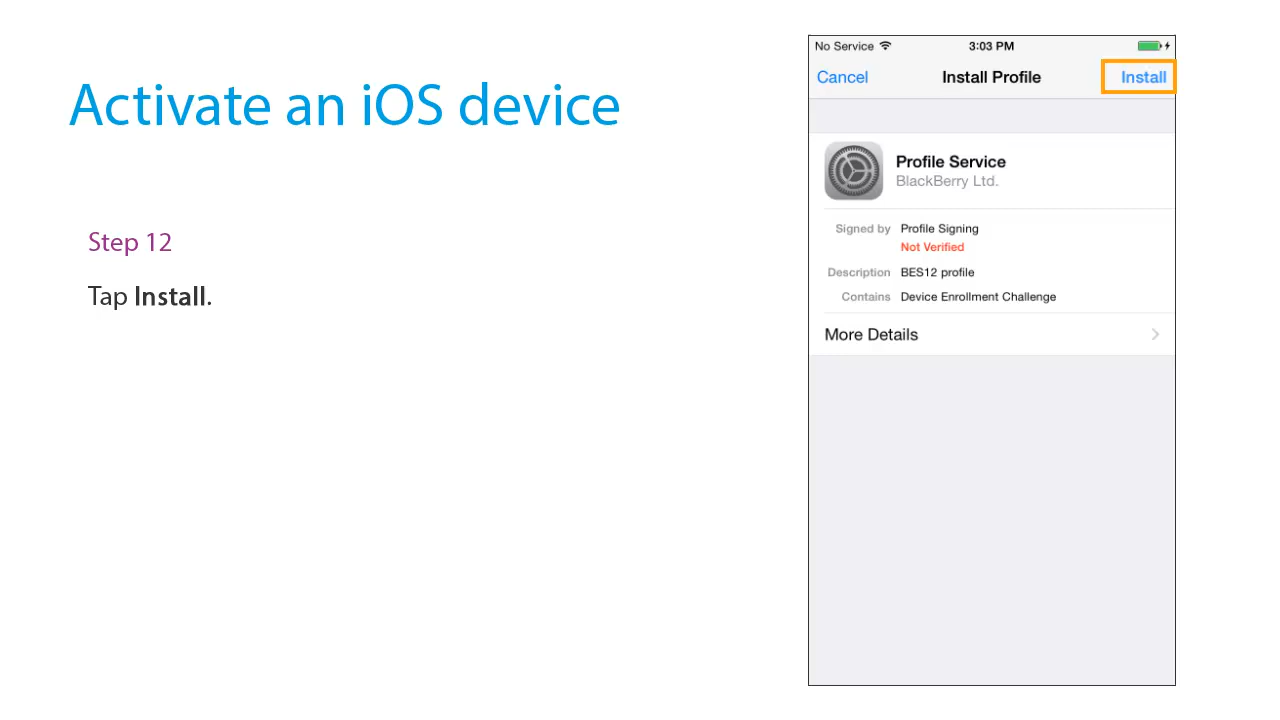 Activate an iOS device
Step 12
Tap Install.
No Service 3:03 PM
Cancel Install Profile Install
Profile Service
BlackBerry Ltd.
Signed by Profile Signing
Not Verified
Description BES12 profile
Contains Device Enrollment Challenge
More Details